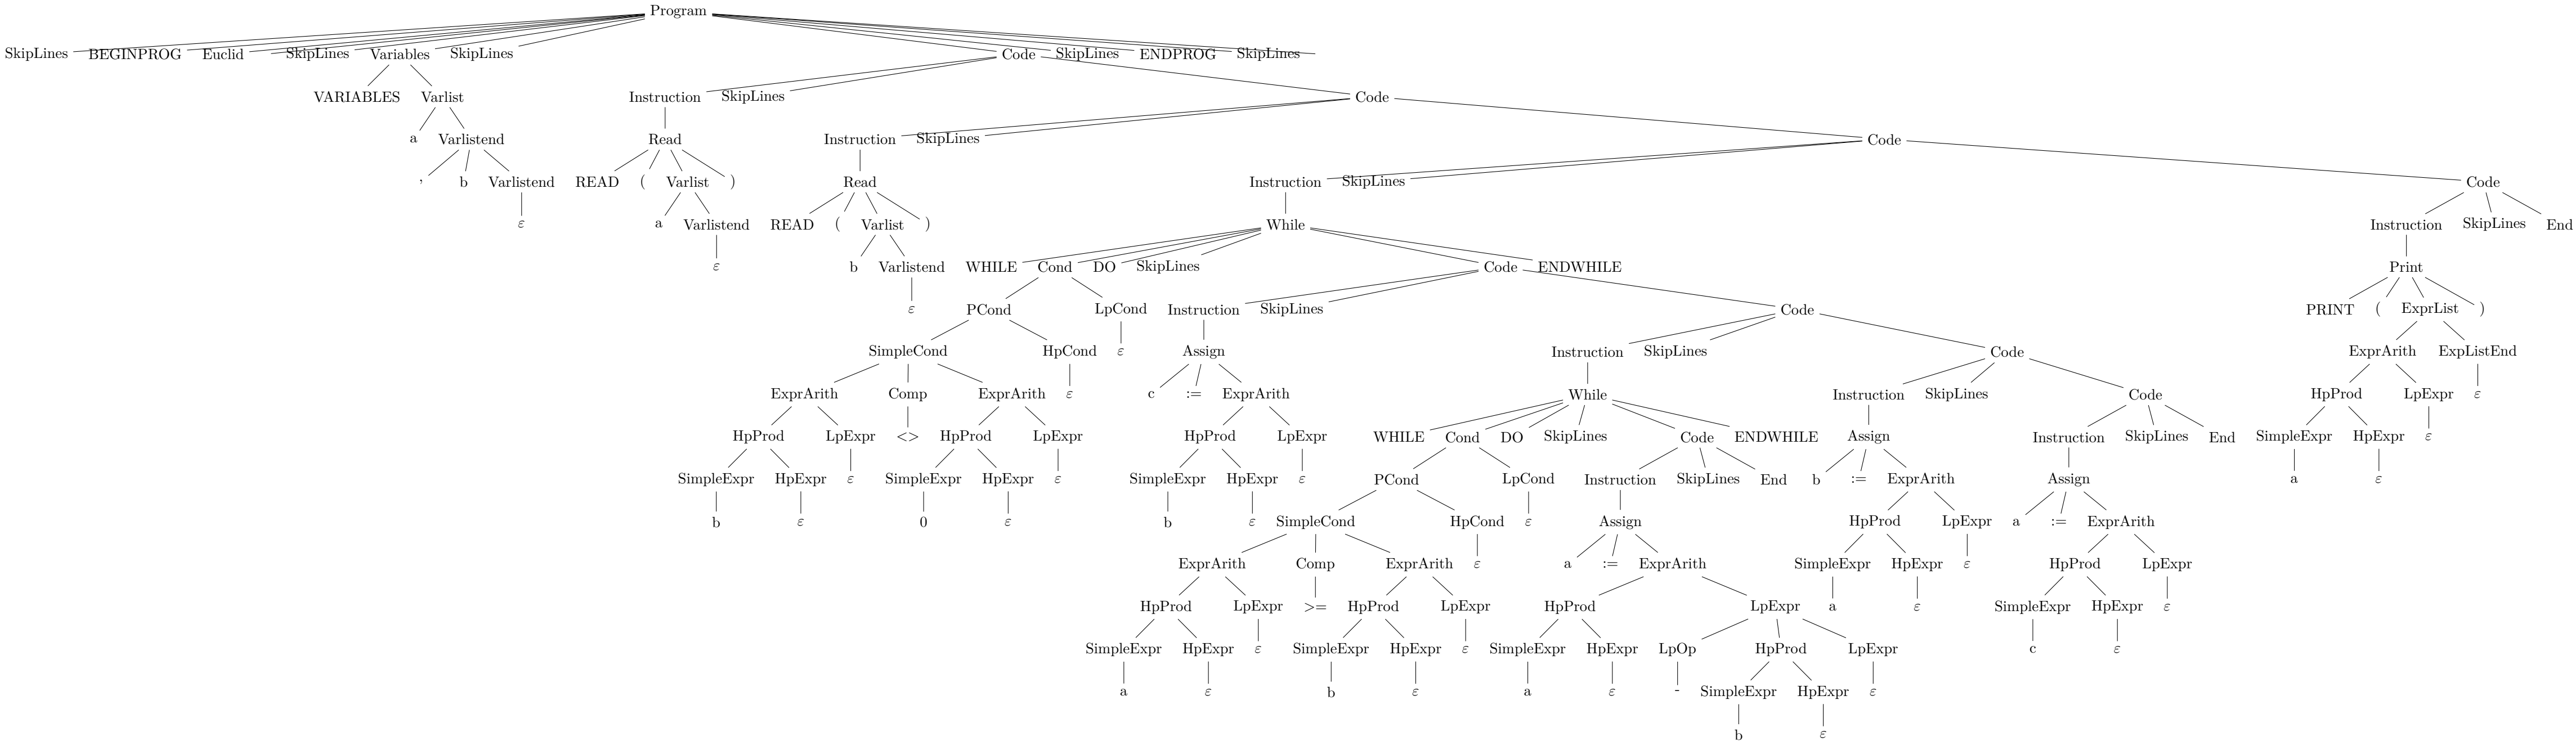 Program
SkipLines BEGINPROG Euclid SkipLines Variables SkipLines Code SkipLines ENDPROG SkipLines
VARIABLES Varlist Instruction SkipLines Code
a Varlistend Read Instruction SkipLines Code
, b Varlistend READ ( Varlist ) Read Instruction SkipLines Code
ε a Varlistend READ ( Varlist ) While Instruction SkipLines End
ε b Varlistend WHILE Cond DO SkipLines Code ENDWHILE Print
ε PCond LpCond Instruction SkipLines Code PRINT ( ExprList )
SimpleCond HpCond ε Assign Instruction SkipLines Code ExprArith ExpListEnd
ExprArith Comp ExprArith ε c := ExprArith While Instruction SkipLines Code HpProd LpExpr ε
HpProd LpExpr <> HpProd LpExpr HpProd LpExpr WHILE Cond DO SkipLines Code ENDWHILE Assign Instruction SkipLines End SimpleExpr HpExpr ε
SimpleExpr HpExpr ε SimpleExpr HpExpr ε SimpleExpr HpExpr ε PCond LpCond Instruction SkipLines End b := ExprArith Assign a ε
b ε 0 ε b ε SimpleCond HpCond ε Assign HpProd LpExpr a := ExprArith
ExprArith Comp ExprArith ε a := ExprArith SimpleExpr HpExpr ε HpProd LpExpr
HpProd LpExpr >= HpProd LpExpr HpProd LpExpr a ε SimpleExpr HpExpr ε
SimpleExpr HpExpr ε SimpleExpr HpExpr ε SimpleExpr HpExpr LpOp HpProd LpExpr c ε
a ε b ε a ε - SimpleExpr HpExpr ε
b ε